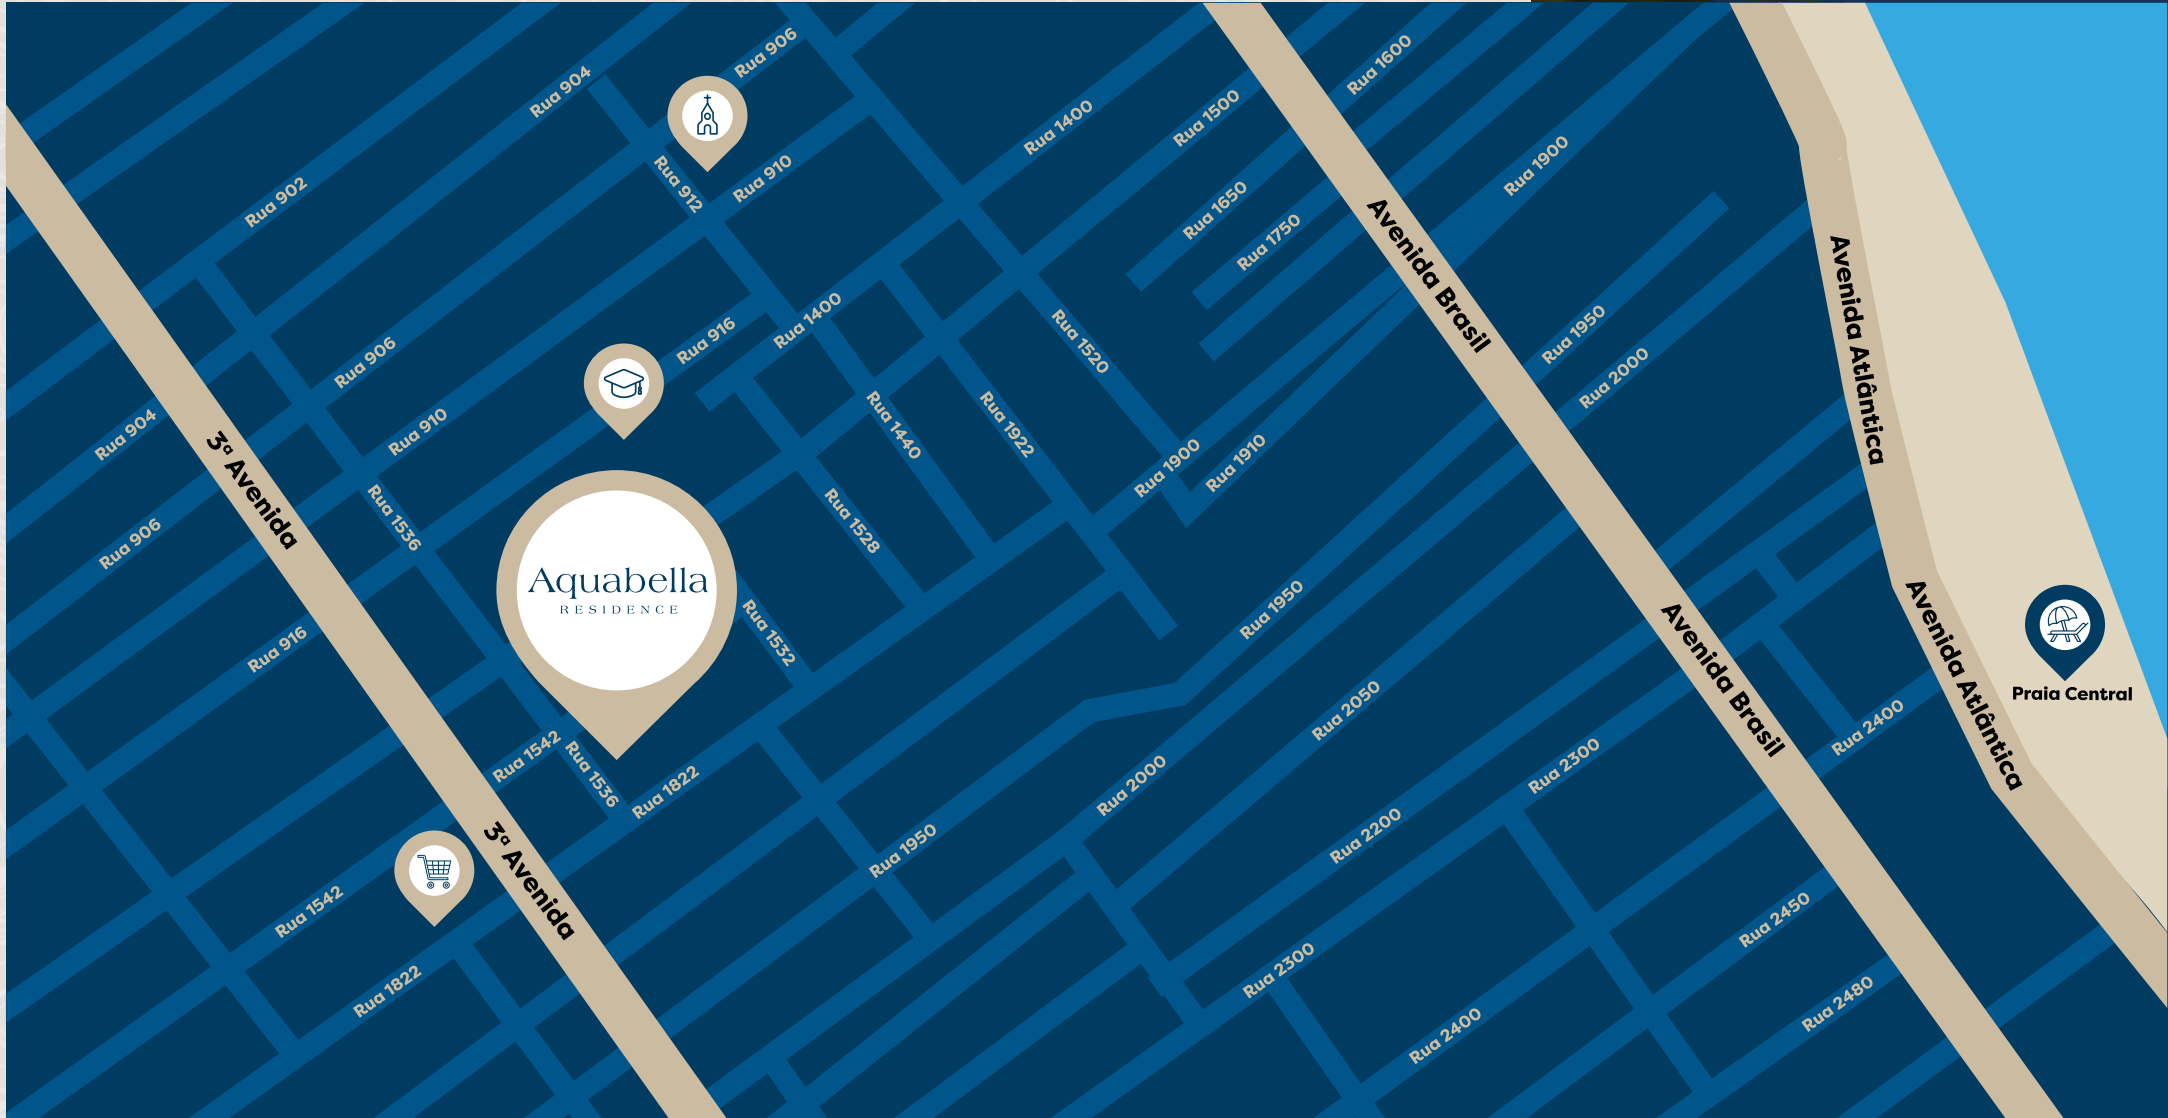 Rua 906
Rua 1600
Rua 904
Rua 1500
Rua 1400
Rua 910
Rua 912
Rua 1900
Rua 902
Rua 1650
Rua 1750
Avenida Brasil
Avenida Atlântica
Rua 1400
Rua 916
Rua 906
Rua 1520
Rua 1950
Rua 2000
Rua 904
Rua 910
Rua 1440
Rua 1922
3ª Avenida
Rua 1900
Rua 1910
Rua 906
Rua 1536
Rua 1528
Aquabella
RESIDENCE
Rua 1532
Rua 1950
Rua 916
Avenida Brasil
Avenida Atlântica
Praia Central
Rua 2050
Rua 2400
Rua 1542
Rua 1536
Rua 1822
Rua 2000
Rua 2300
Rua 2200
Rua 1950
3ª Avenida
Rua 1542
Rua 2450
Rua 1822
Rua 2300
Rua 2480
Rua 2400